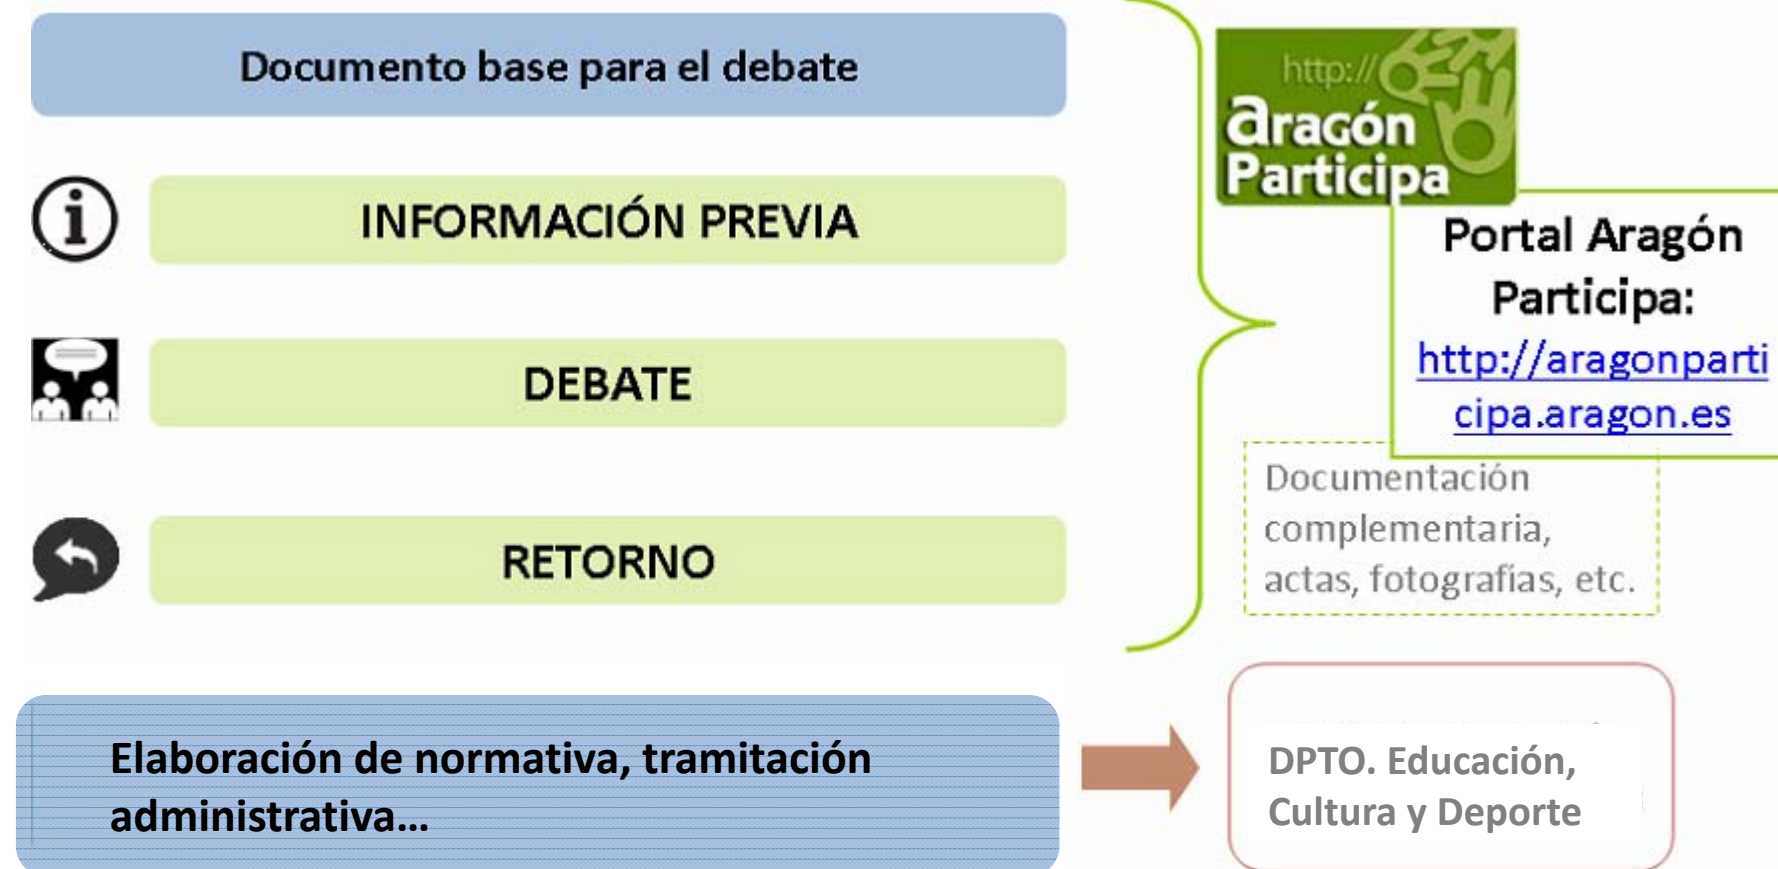 Documento base para el debate
INFORMACIÓN PREVIA
DEBATE
RETORNO
http://
aragón
Participa
Portal Aragón
Participa:
http://aragonparti
cipa.aragon.es
Documentación
complementaria,
actas, fotografías, etc.
Elaboración de normativa, tramitación
administrativa...
DPTO. Educación,
Cultura y Deporte